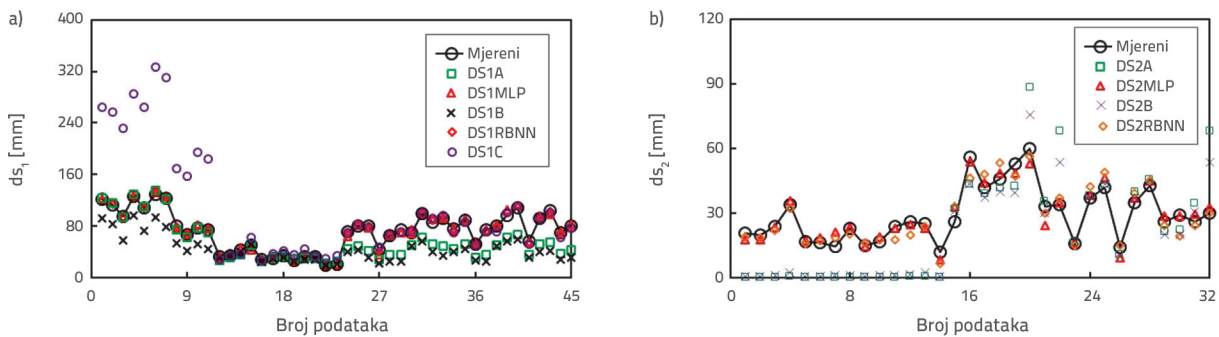 a)
400
320
240
160
80
0
ds1 [mm]
0
9
18
27
36
45
Broj podataka
Mjereni
DS1A
DS1MLP
DS1B
DS1RBNN
DS1C
b)
120
90
60
30
0
ds2 [mm]
0
8
16
24
32
Broj podataka
Mjereni
DS2A
DS2MLP
DS2B
DS2RBNN